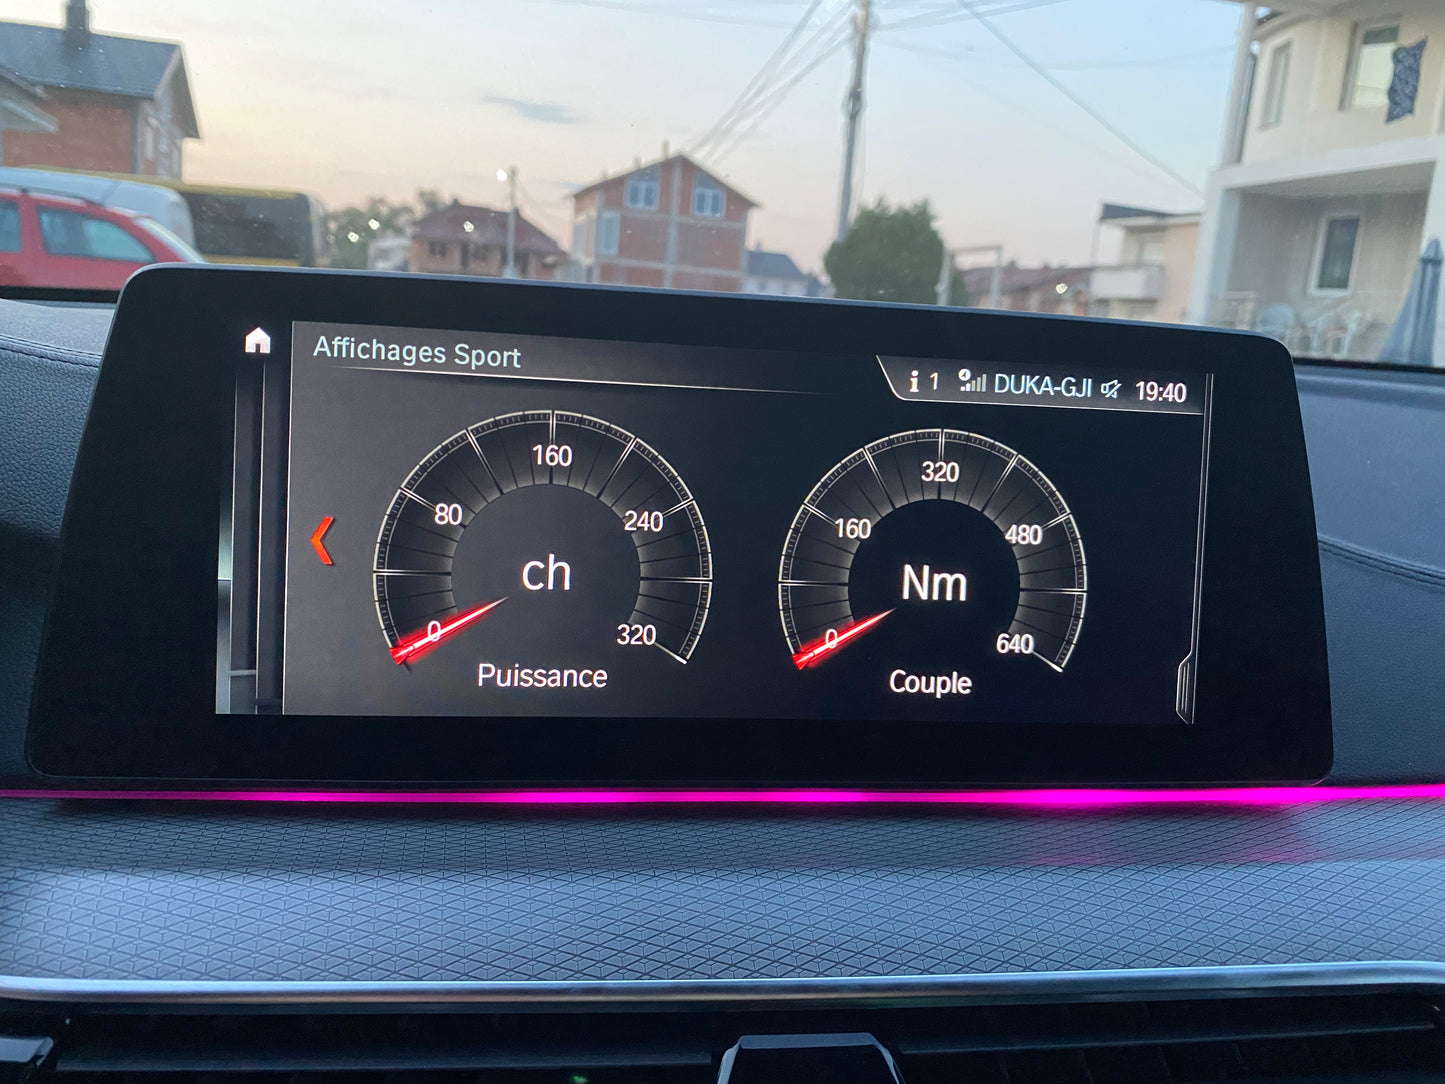 Affichages Sport
1 DUKA-GJI 19:40
0 80 160 240 320
ch
Puissance
0 160 320 480 640
Nm
Couple